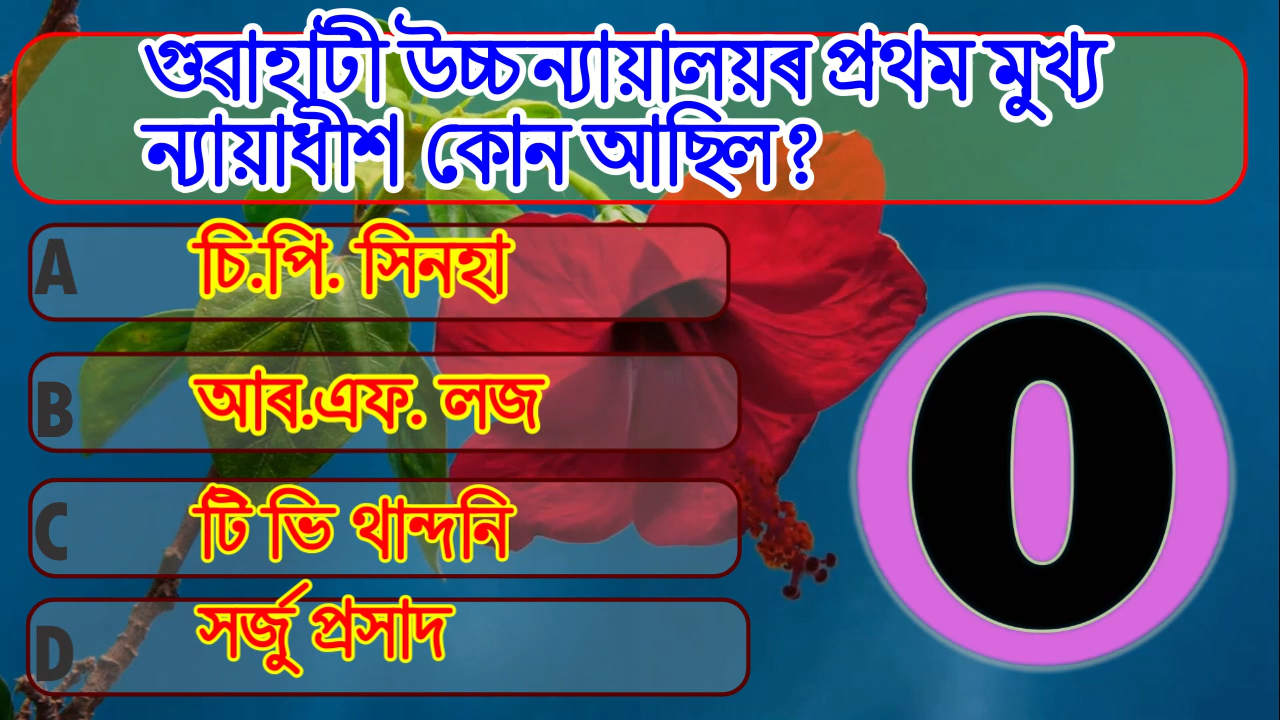 গুৱাহাটী উচ্চন্যায়ালয়ৰ প্ৰথম মুখ্য
ন্যায়াধীশ কোন আছিল?
A চি.পি. সিনহা
B আৰ.এফ. লজ
C টি ভি থান্দনি
D সৰ্জু প্ৰসাদ
0